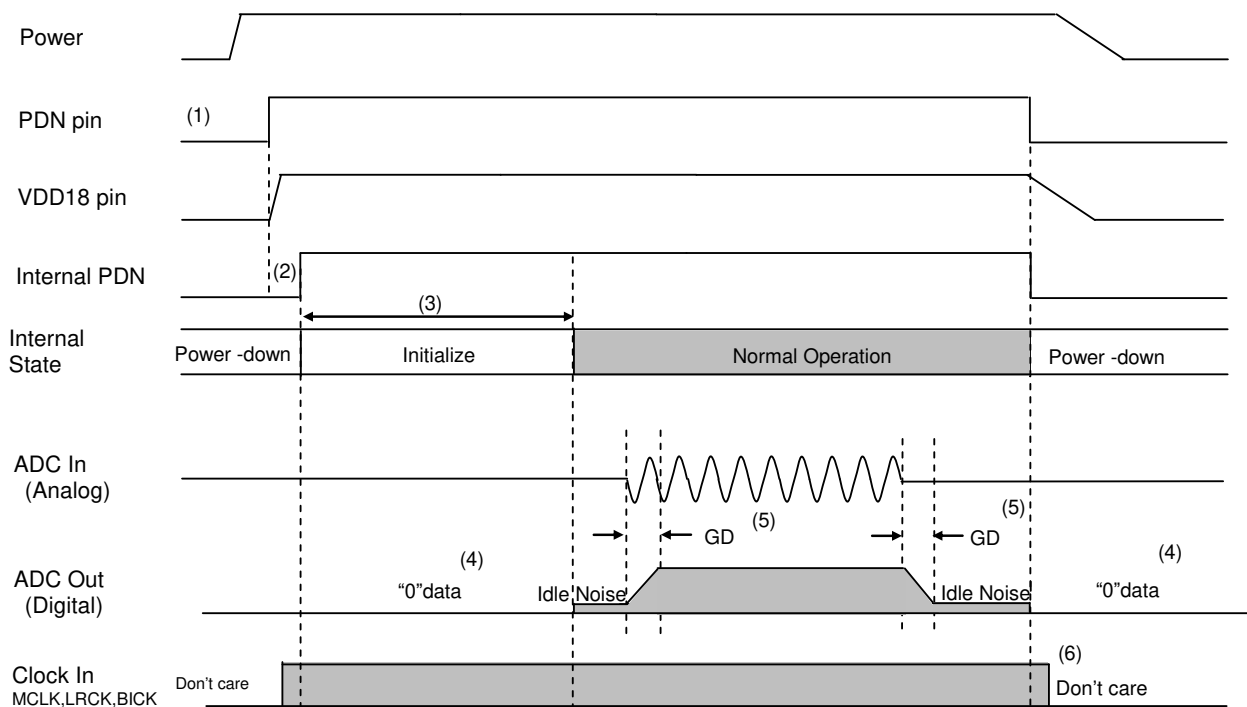 Power
PDN pin
(1)
VDD18 pin
Internal PDN
(2)
(3)
Internal
State
Power -down
Initialize
Normal Operation
Power -down
ADC In
(Analog)
(5)
(5)
GD
GD
ADC Out
(Digital)
(4)
"0"data
Idle Noise
Idle Noise
(4)
"0"data
Clock In
MCLK,LRCK,BICK
Don't care
(6)
Don't care